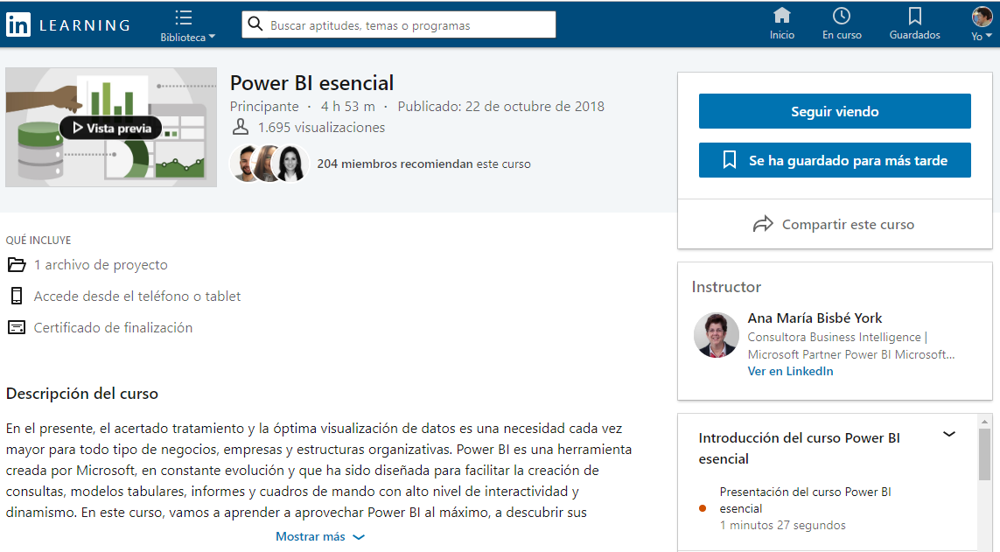 in LEARNING
Biblioteca
Buscar aptitudes, temas o programas
Inicio
En curso
Guardados
Yo
Vista previa
Power BI esencial
Principante · 4 h 53 m · Publicado: 22 de octubre de 2018
1.695 visualizaciones
204 miembros recomiendan este curso
Seguir viendo
Se ha guardado para más tarde
Compartir este curso
QUÉ INCLUYE
1 archivo de proyecto
Accede desde el teléfono o tablet
Certificado de finalización
Instructor
Ana María Bisbé York
Consultora Business Intelligence |
Microsoft Partner Power BI Microsoft...
Ver en LinkedIn
Descripción del curso
En el presente, el acertado tratamiento y la óptima visualización de datos es una necesidad cada vez
mayor para todo tipo de negocios, empresas y estructuras organizativas. Power BI es una herramienta
creada por Microsoft, en constante evolución y que ha sido diseñada para facilitar la creación de
consultas, modelos tabulares, informes y cuadros de mando con alto nivel de interactividad y
dinamismo. En este curso, vamos a aprender a aprovechar Power BI al máximo, a descubrir sus
Mostrar más
Introducción del curso Power BI
esencial
Presentación del curso Power BI
esencial
1 minutos 27 segundos